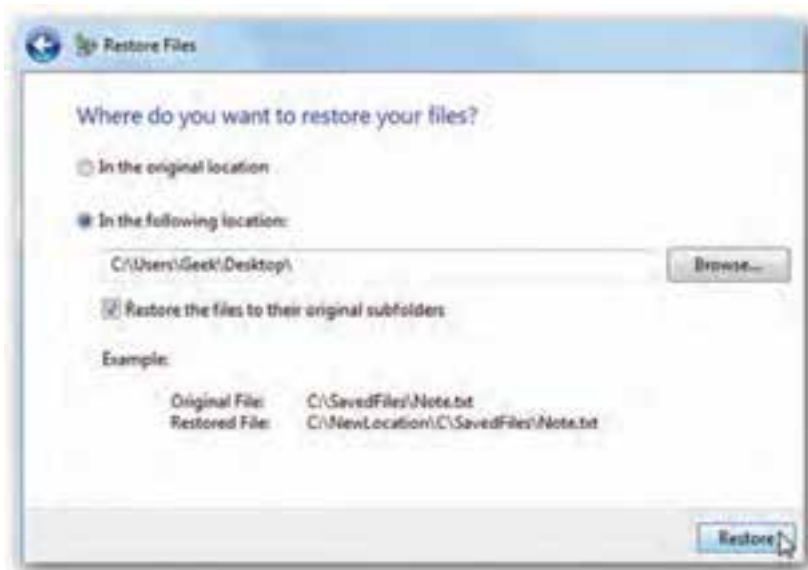 Restore Files
Where do you want to restore your files?
In the original location
In the following location:
C:\Users\Geek\Desktop\
Browse...
Restore the files to their original subfolders
Example:
Original File: C:\SavedFiles\Note.txt
Restored File: C:\NewLocation\C\SavedFiles\Note.txt
Restore